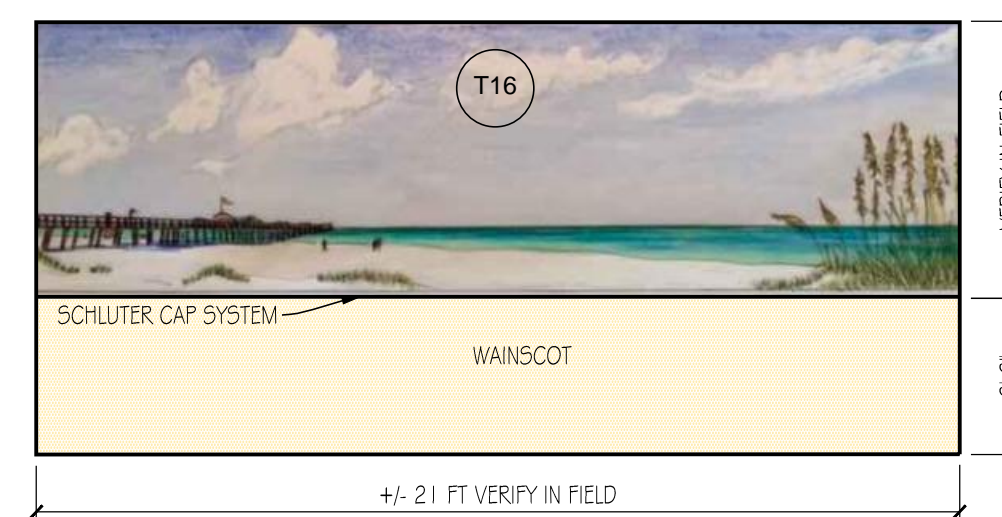 T16
SCHLUTER CAP SYSTEM
WAINSCOT
+/- 21 FT VERIFY IN FIELD